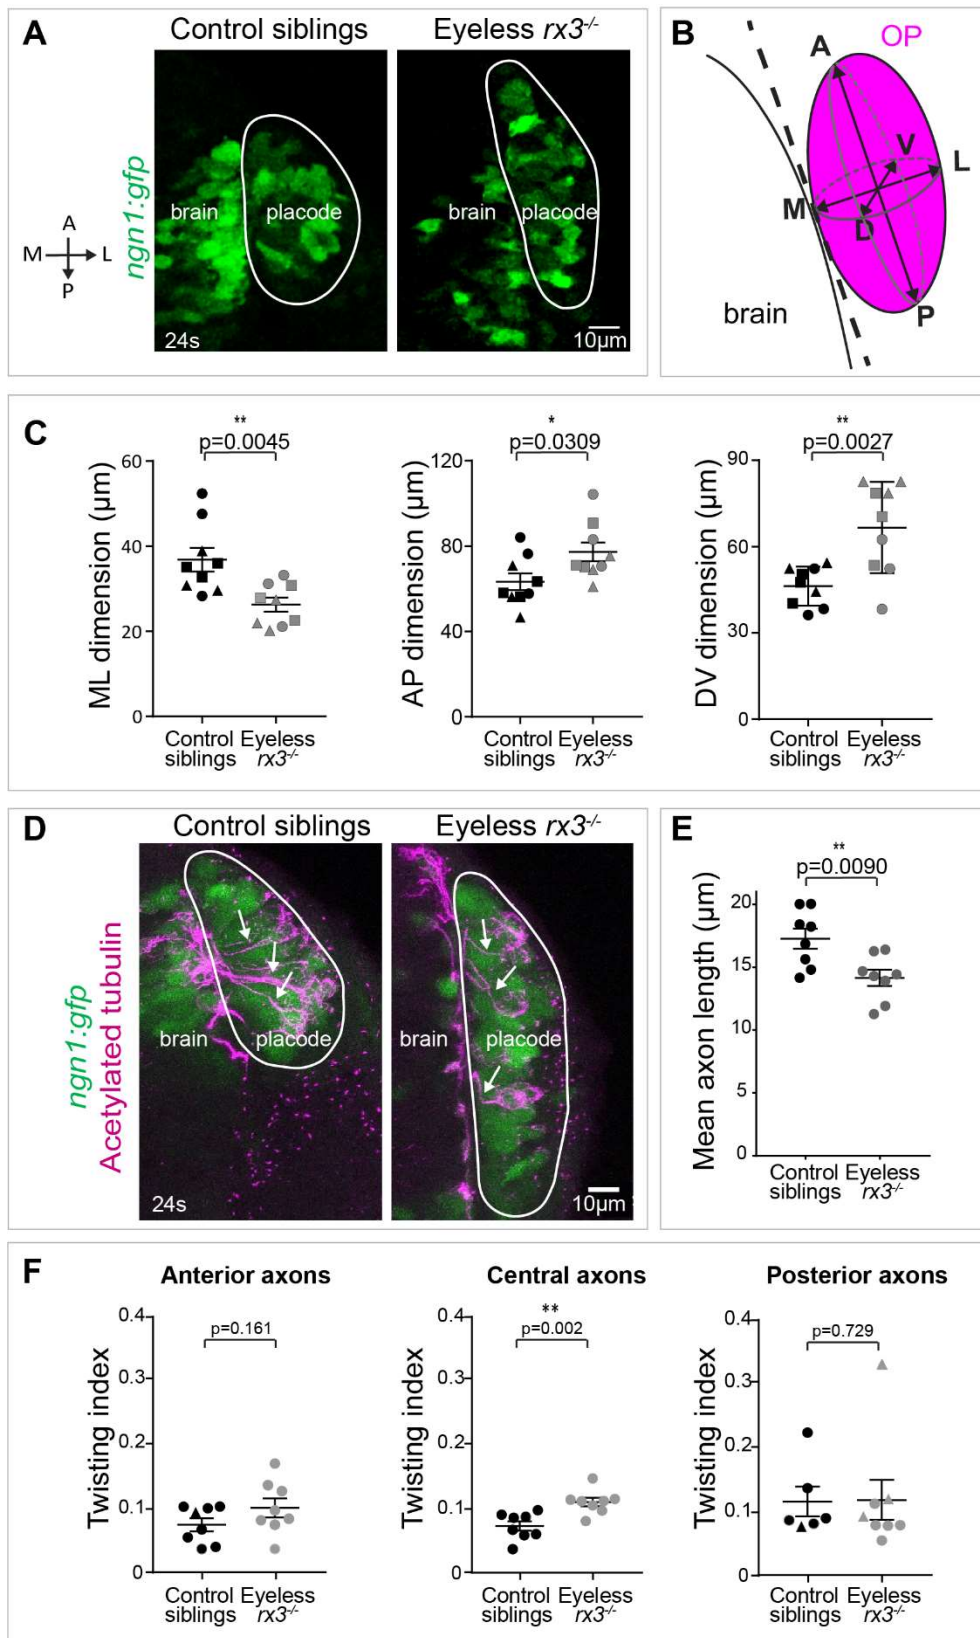 A
Control siblings
Eyeless rx3-/-
ngn1:gfp
A
M
L
P
brain
placode
24s
brain
placode
10µm
B
OP
A
V
L
M
D
P
brain
C
**
p=0.0045
ML dimension (µm)
60
40
20
0
Control siblings
Eyeless rx3-/-
*
p=0.0309
AP dimension (µm)
120
80
40
0
Control siblings
Eyeless rx3-/-
**
p=0.0027
DV dimension (µm)
90
60
30
0
Control siblings
Eyeless rx3-/-
D
Control siblings
Eyeless rx3-/-
ngn1:gfp
Acetylated tubulin
brain
placode
24s
brain
placode
10µm
E
**
p=0.0090
Mean axon length (µm)
20
15
10
5
0
Control siblings
Eyeless rx3-/-
F
Anterior axons
p=0.161
Twisting index
0.4
0.3
0.2
0.1
0
Control siblings
Eyeless rx3-/-
Central axons
**
p=0.002
Twisting index
0.4
0.3
0.2
0.1
0
Control siblings
Eyeless rx3-/-
Posterior axons
p=0.729
Twisting index
0.4
0.3
0.2
0.1
0
Control siblings
Eyeless rx3-/-